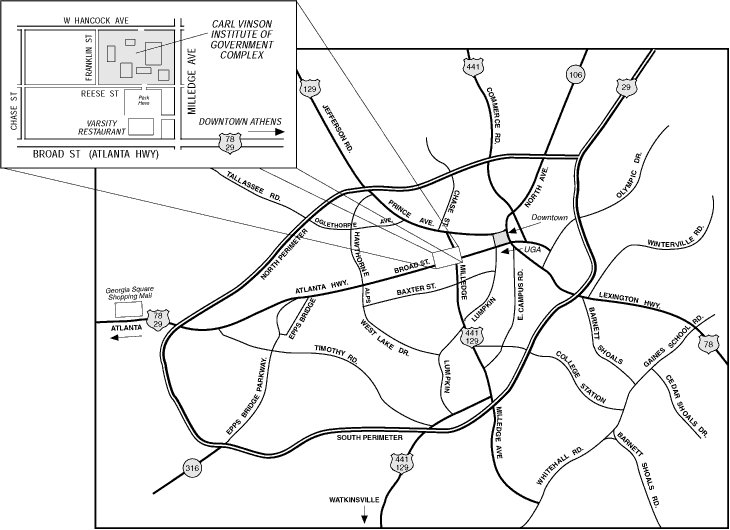 W HANCOCK AVE
CARL VINSON
INSTITUTE OF
GOVERNMENT
COMPLEX
FRANKLIN ST
MILLEDGE AVE
CHASE ST
REESE ST
Park
Here
VARSITY
RESTAURANT
DOWNTOWN ATHENS
78
29
BROAD ST (ATLANTA HWY)
129
441
106
29
JEFFERSON RD.
COMMERCE RD.
NORTH AVE.
OLYMPIC DR.
TALLASSEE RD.
PRINCE AVE.
CHASE ST.
OGLETHORPE AVE.
Downtown
UGA
WINTERVILLE RD.
NORTH PERIMETER
HAWTHORNE
BROAD ST.
MILLEDGE
ATLANTA HWY.
ALPS
BAXTER ST.
LUMPKIN
E. CAMPUS RD.
LEXINGTON HWY.
Georgia Square
Shopping Mall
78
29
ATLANTA
EPPS BRIDGE
WEST LAKE DR.
441
129
BARNETT
SHOALS
GAINES SCHOOL RD.
78
TIMOTHY RD.
LUMPKIN
COLLEGE
STATION
CEDAR SHOALS DR.
EPPS BRIDGE PARKWAY.
SOUTH PERIMETER
MILLEDGE AVE
316
441
129
WHITEHALL RD.
BARNETT
SHOALS RD.
WATKINSVILLE